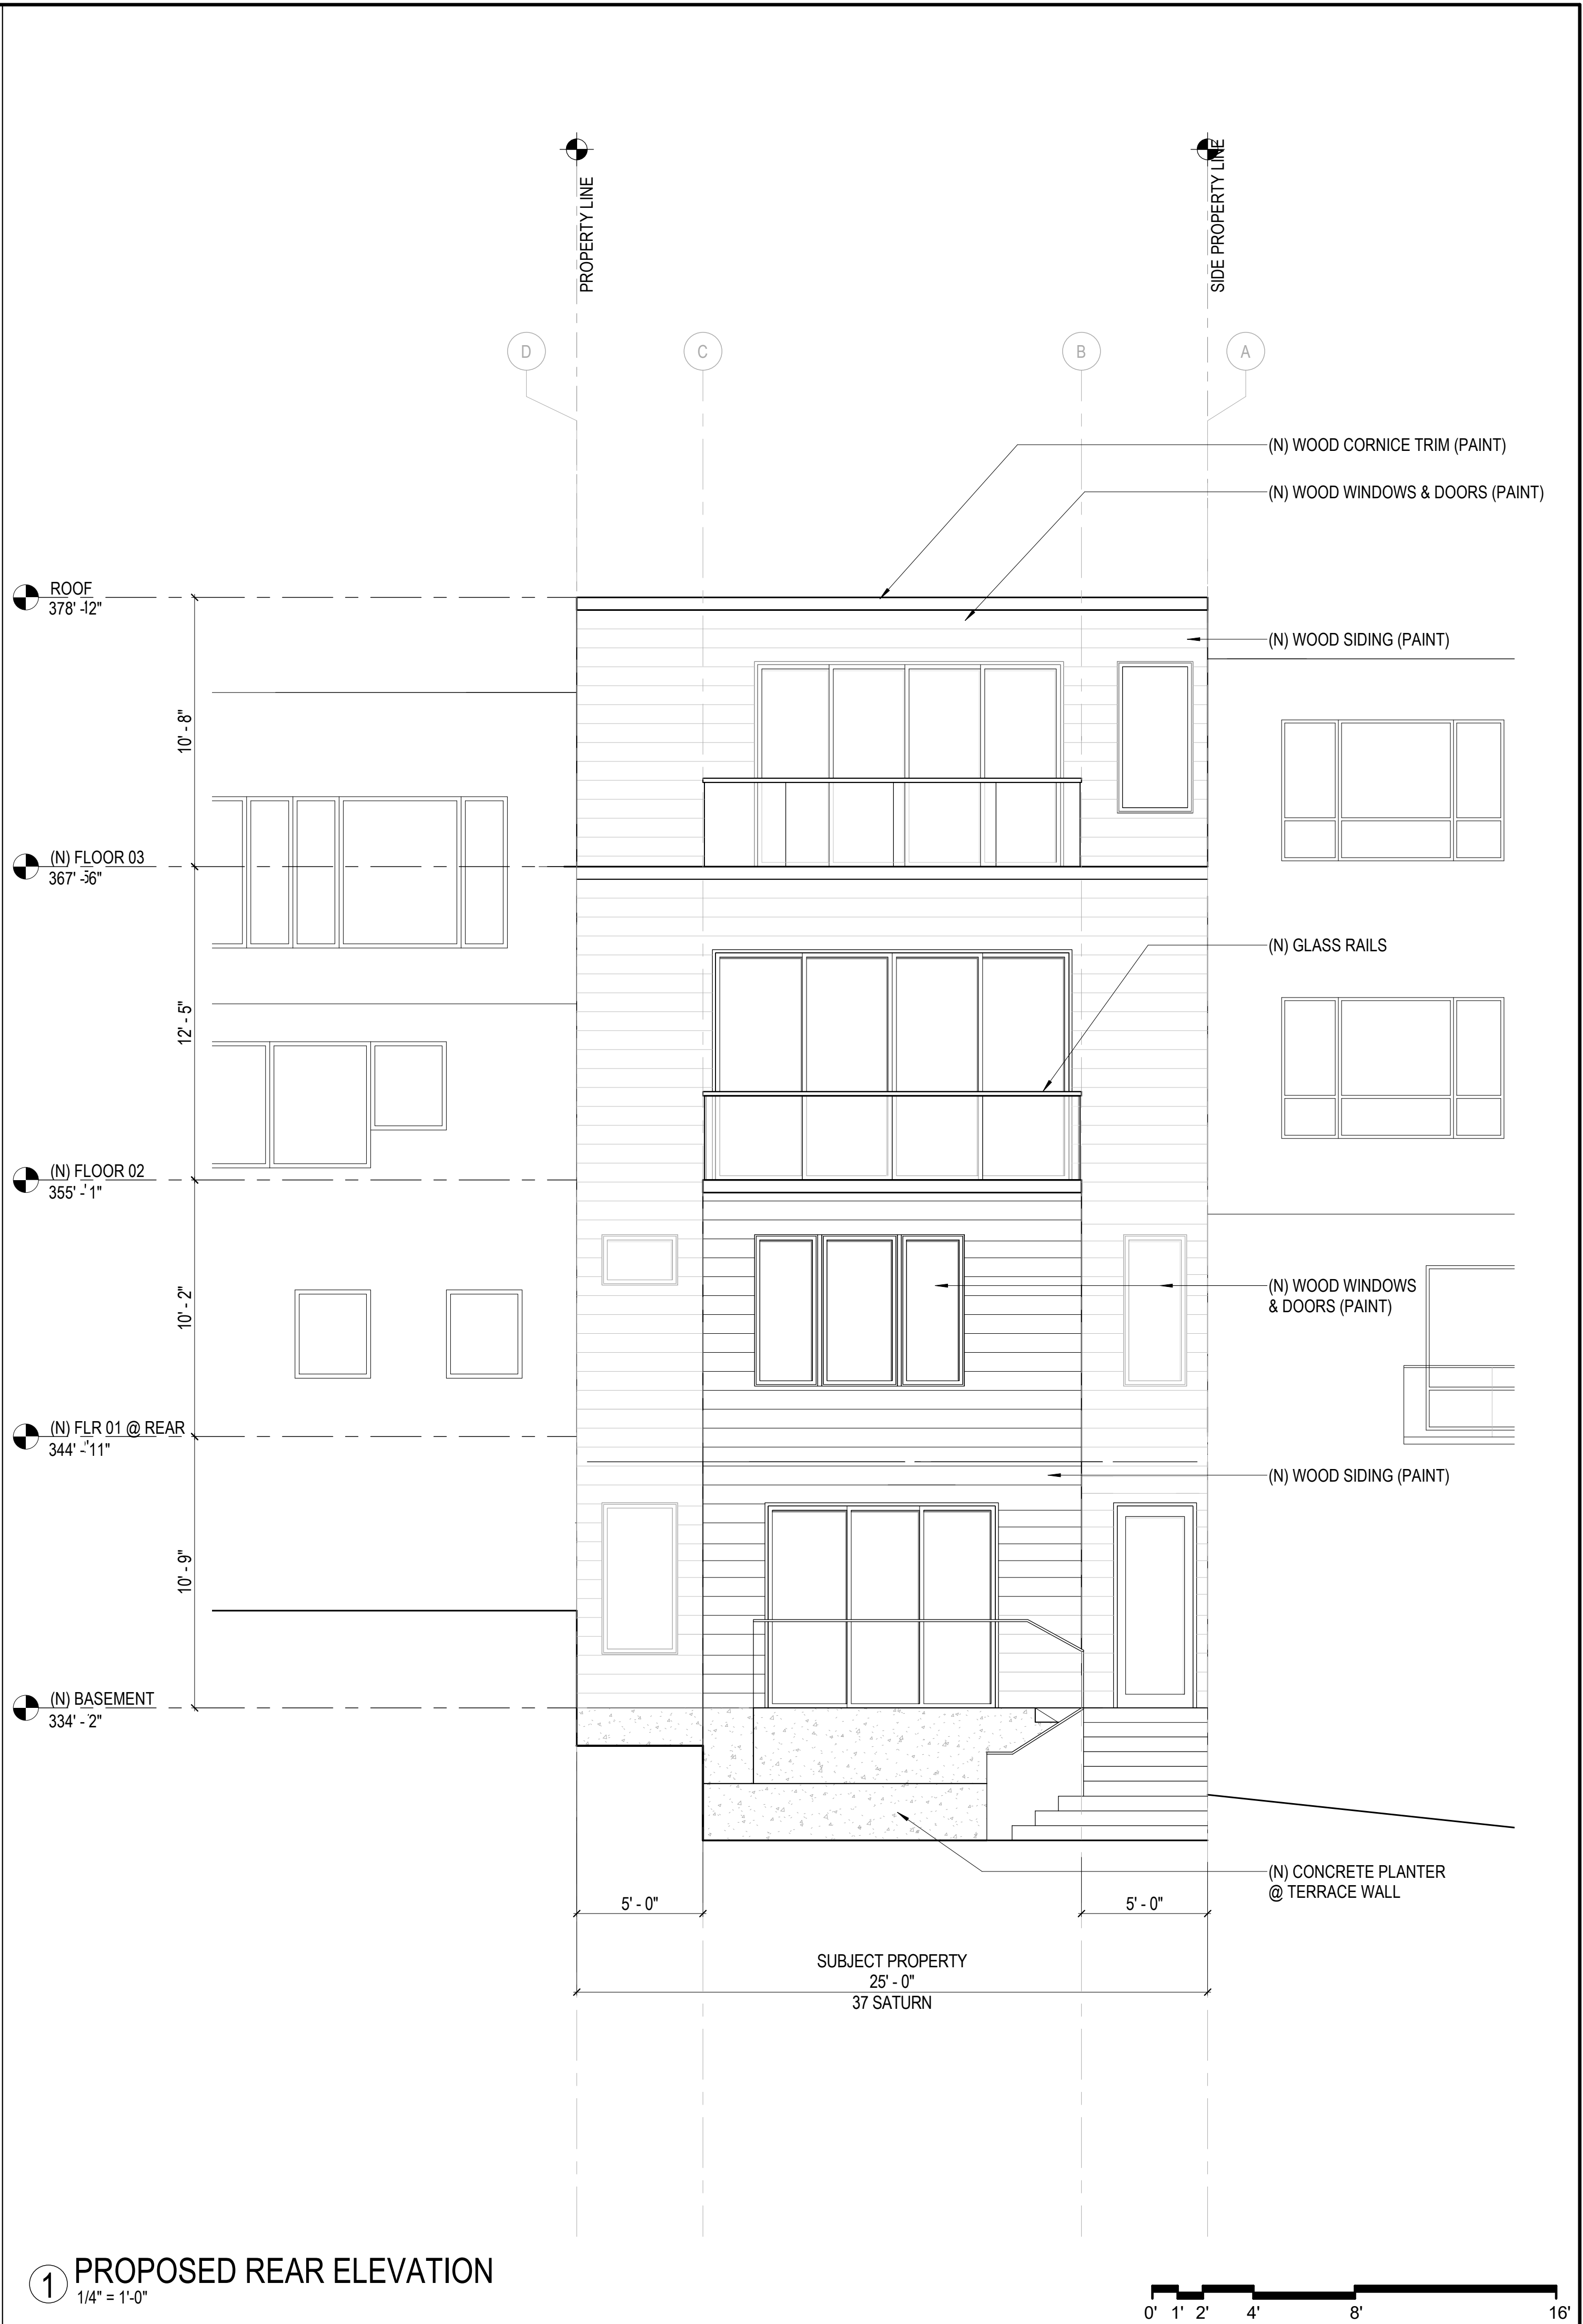 PROPERTY LINE
SIDE PROPERTY LINE
D
C
B
A
(N) WOOD CORNICE TRIM (PAINT)
(N) WOOD WINDOWS & DOORS (PAINT)
ROOF
378' -
(N) WOOD SIDING (PAINT)
10' - 8"
(N) FLOOR 03
367' - 6"
(N) GLASS RAILS
12' - 5"
(N) FLOOR 02
355' - 1"
10' - 2"
(N) WOOD WINDOWS
& DOORS (PAINT)
(N) FLR 01 @ REAR
344' - 11"
(N) WOOD SIDING (PAINT)
10' - 9"
(N) BASEMENT
334' - 2"
(N) CONCRETE PLANTER
@ TERRACE WALL
5' - 0"
5' - 0"
SUBJECT PROPERTY
25' - 0"
37 SATURN
1 PROPOSED REAR ELEVATION
1/4" = 1'-0"
0' 1' 2' 4' 8' 16'